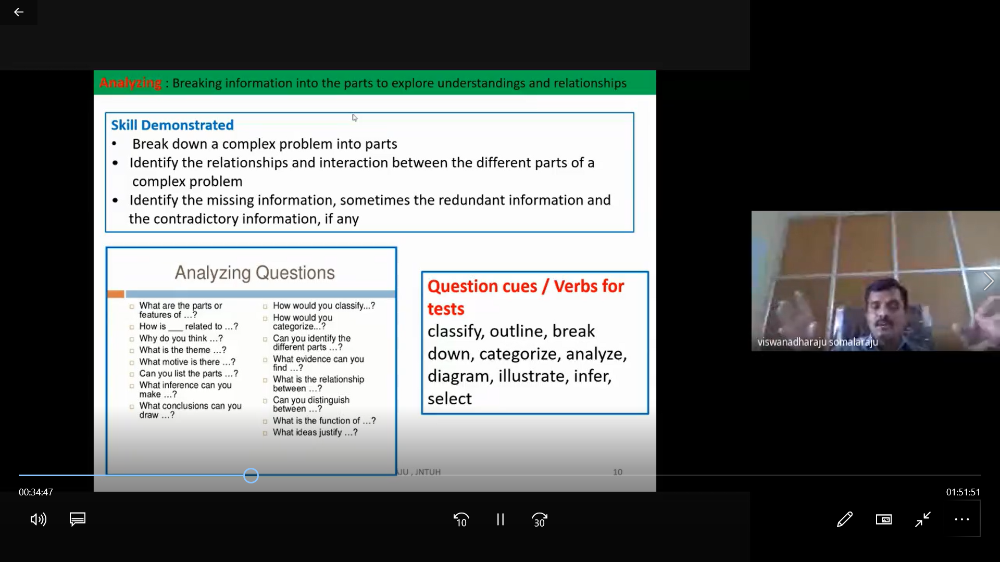 Analyzing : Breaking information into the parts to explore understandings and relationships
Skill Demonstrated
• Break down a complex problem into parts
• Identify the relationships and interaction between the different parts of a
complex problem
• Identify the missing information, sometimes the redundant information and
the contradictory information, if any
Analyzing Questions
What are the parts or
features of ...?
How is ___ related to ...?
Why do you think ...?
What is the theme ...?
What motive is there ...?
Can you list the parts ...?
What inference can you
make ...?
What conclusions can you
draw ...?
How would you classify...?
How would you
categorize...?
Can you identify the
different parts ...?
What evidence can you
find ...?
What is the relationship
between ...?
Can you distinguish
between ...?
What is the function of ...?
What ideas justify ...?
Question cues / Verbs for
tests
classify, outline, break
down, categorize, analyze,
diagram, illustrate, infer,
select
viswanadharaju somalaraju
, JNTUH
10
00:34:47
01:51:51
10
30